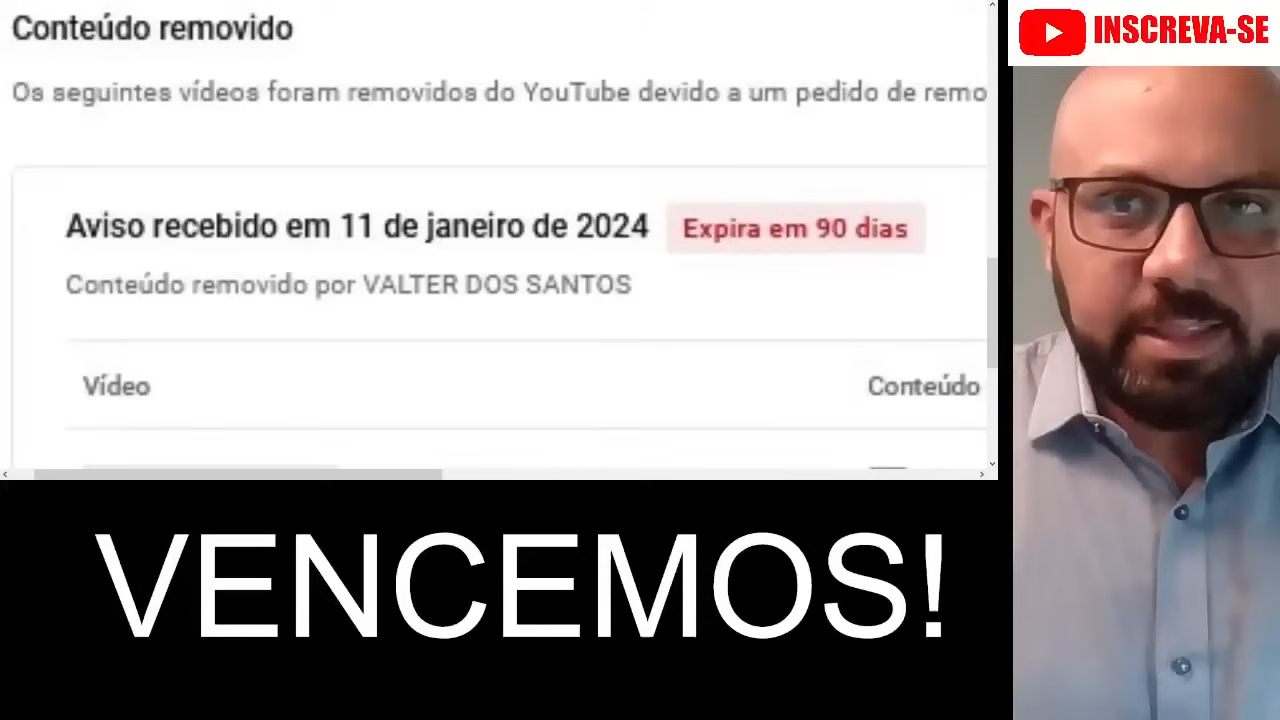 Conteúdo removido
Os seguintes vídeos foram removidos do YouTube devido a um pedido de remo
Aviso recebido em 11 de janeiro de 2024 Expira em 90 dias
Conteúdo removido por VALTER DOS SANTOS
Vídeo Conteúdo
INSCREVA-SE
VENCEMOS!